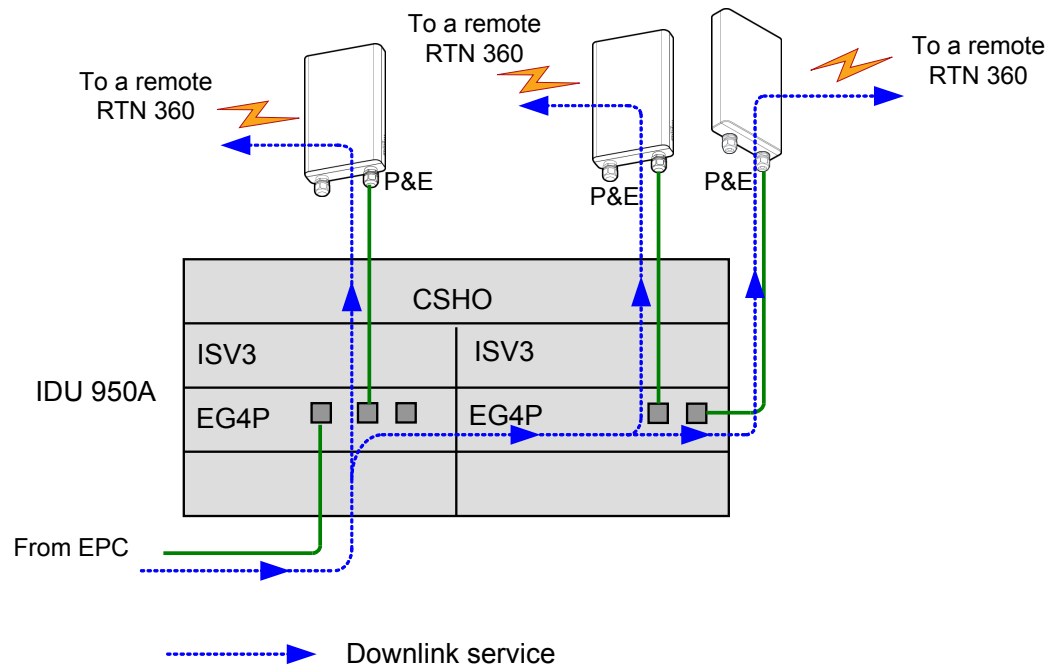 To a remote
RTN 360
To a remote
RTN 360
To a remote
RTN 360
P&E
P&E
P&E
CSHO
ISV3
ISV3
IDU 950A
EG4P
EG4P
From EPC
Downlink service